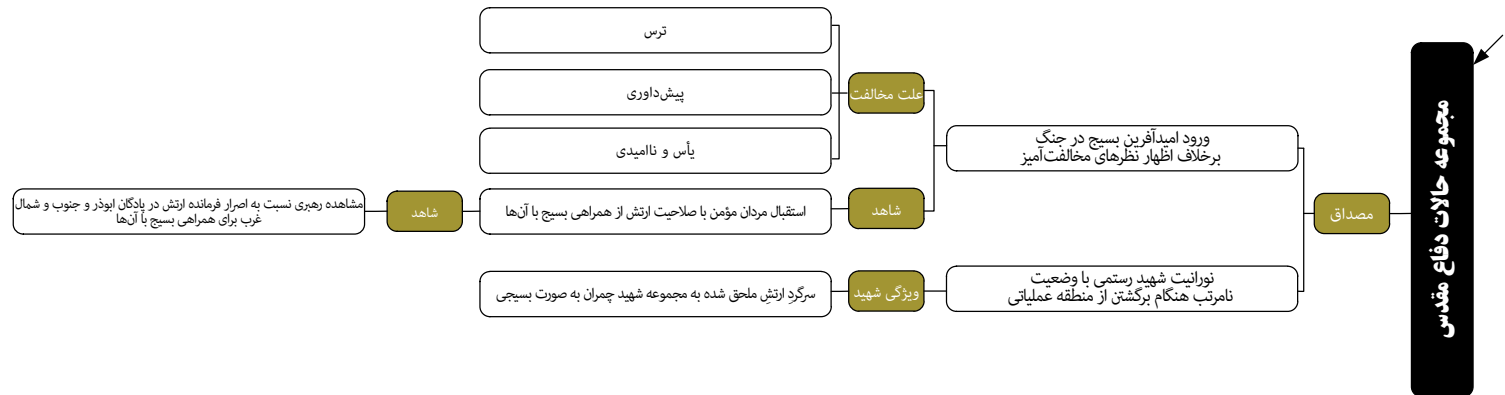 مجموعه حالات دفاع مقدس
مصداق
ورود امیدآفرین بسیج در جنگ
برخلاف اظهار نظرهای مخالفت‌آمیز
علت مخالفت
ترس
پیش‌داوری
یأس و ناامیدی
شاهد
استقبال مردان مؤمن با صلاحیت ارتش از همراهی بسیج با آن‌ها
شاهد
مشاهده رهبری نسبت به اصرار فرمانده ارتش در پادگان ابوذر و جنوب و شمال
غرب برای همراهی بسیج با آن‌ها
نورانیت شهید رستمی با وضعیت
نامرتب هنگام برگشتن از منطقه عملیاتی
ویژگی شهید
سرگردِ ارتشِ ملحق شده به مجموعه شهید چمران به صورت بسیجی